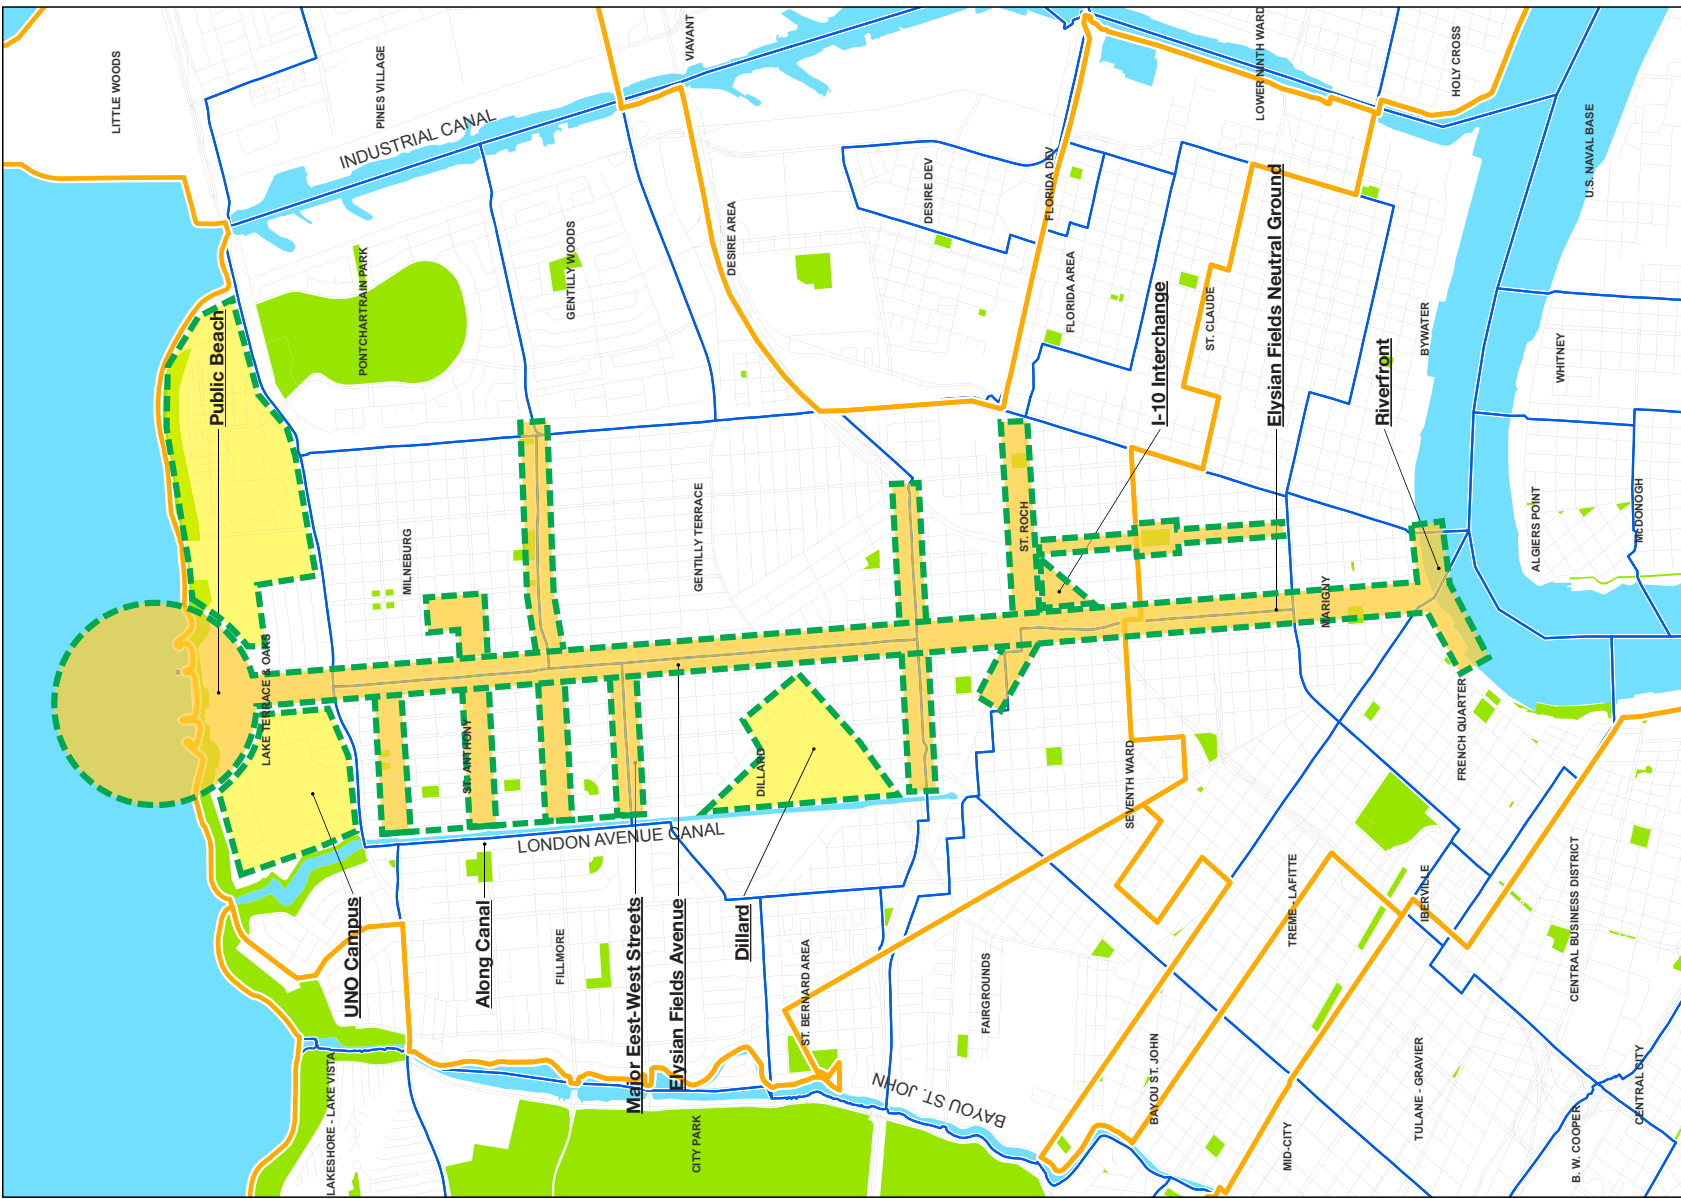 LITTLE WOODS
PINES VILLAGE
VIAVANT
LOWER NINTH WARD
HOLY CROSS
INDUSTRIAL CANAL
U.S. NAVAL BASE
DESIRE DEV
FLORIDA DEV
DESIRE AREA
GENTILLY WOODS
PONTCHARTRAIN PARK
FLORIDA AREA
ST. CLAUDE
BYWATER
WHITNEY
Public Beach
I-10 Interchange
Elysian Fields Neutral Ground
Riverfront
MILNEBURG
GENTILLY TERRACE
ST. ROCH
MARIGNY
ALGIERS POINT
McDONOGH
LAKE TERRACE & OAKS
ST. ANTHONY
DILLARD
SEVENTH WARD
FRENCH QUARTER
LONDON AVENUE CANAL
UNO Campus
Along Canal
Major Eest-West Streets
Elysian Fields Avenue
Dillard
FILLMORE
ST. BERNARD AREA
FAIRGROUNDS
TREME - LAFITTE
IBERVILLE
CENTRAL BUSINESS DISTRICT
LAKESHORE - LAKE VISTA
CITY PARK
BAYOU ST. JOHN
BAYOU ST. JOHN
MID-CITY
TULANE - GRAVIER
B. W. COOPER
CENTRAL CITY